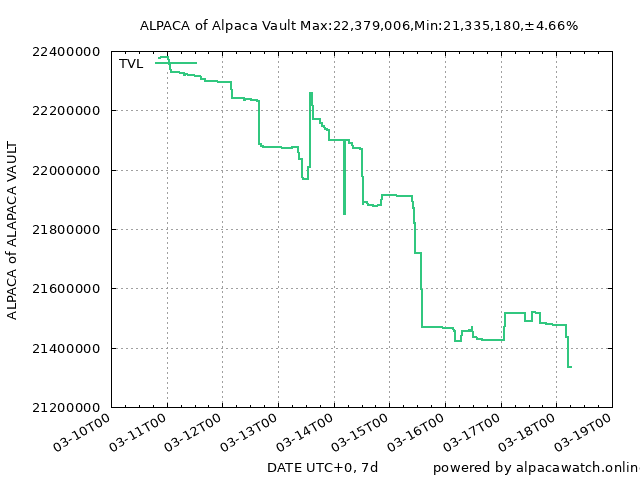 ALPACA of Alpaca Vault Max:22,379,006,Min:21,335,180,±4.66%
TVL
22400000
22200000
22000000
21800000
21600000
21400000
21200000
ALPACA of ALAPACA VAULT
03-10T00
03-11T00
03-12T00
03-13T00
03-14T00
03-15T00
03-16T00
03-17T00
03-18T00
03-19T00
DATE UTC+0, 7d
powered by alpacawatch.onlin